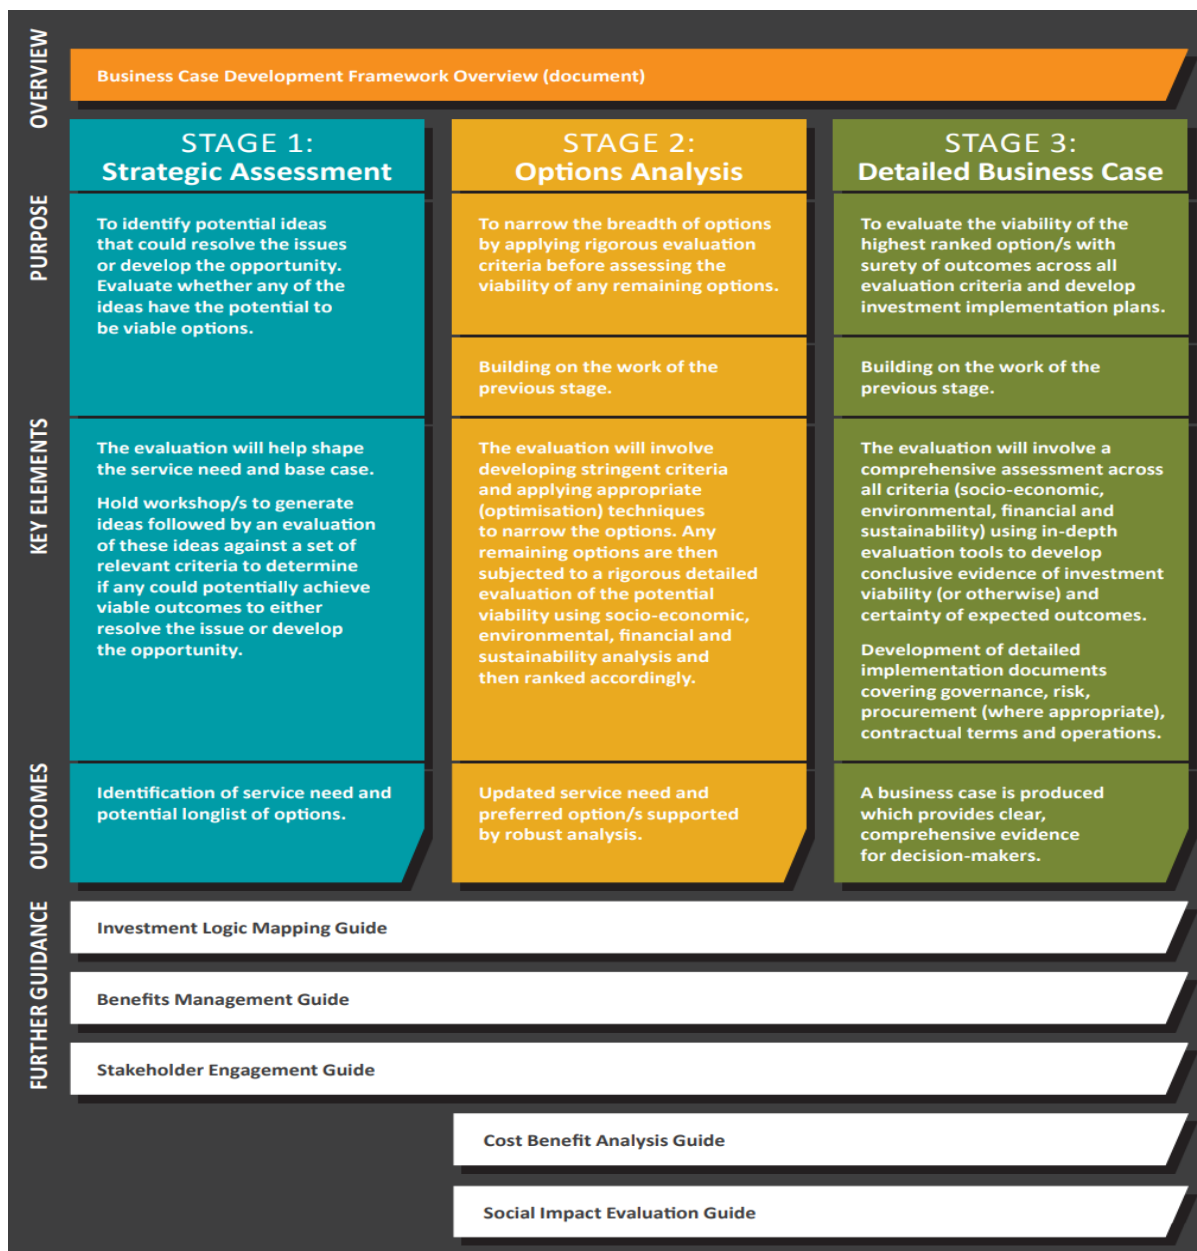 OVERVIEW
Business Case Development Framework Overview (document)
STAGE 1:
Strategic Assessment
STAGE 2:
Options Analysis
STAGE 3:
Detailed Business Case
PURPOSE
To identify potential ideas
that could resolve the issues
or develop the opportunity.
Evaluate whether any of the
ideas have the potential to
be viable options.
To narrow the breadth of options
by applying rigorous evaluation
criteria before assessing the
viability of any remaining options.
To evaluate the viability of the
highest ranked option/s with
surety of outcomes across all
evaluation criteria and develop
investment implementation plans.
Building on the work of the
previous stage.
Building on the work of the
previous stage.
KEY ELEMENTS
The evaluation will help shape
the service need and base case.
Hold workshop/s to generate
ideas followed by an evaluation
of these ideas against a set of
relevant criteria to determine
if any could potentially achieve
viable outcomes to either
resolve the issue or develop
the opportunity.
The evaluation will involve
developing stringent criteria
and applying appropriate
(optimisation) techniques
to narrow the options. Any
remaining options are then
subjected to a rigorous detailed
evaluation of the potential
viability using socio-economic,
environmental, financial and
sustainability analysis and
then ranked accordingly.
The evaluation will involve a
comprehensive assessment across
all criteria (socio-economic,
environmental, financial and
sustainability) using in-depth
evaluation tools to develop
conclusive evidence of investment
viability (or otherwise) and
certainty of expected outcomes.
Development of detailed
implementation documents
covering governance, risk,
procurement (where appropriate),
contractual terms and operations.
OUTCOMES
Identification of service need and
potential longlist of options.
Updated service need and
preferred option/s supported
by robust analysis.
A business case is produced
which provides clear,
comprehensive evidence
for decision-makers.
FURTHER GUIDANCE
Investment Logic Mapping Guide
Benefits Management Guide
Stakeholder Engagement Guide
Cost Benefit Analysis Guide
Social Impact Evaluation Guide